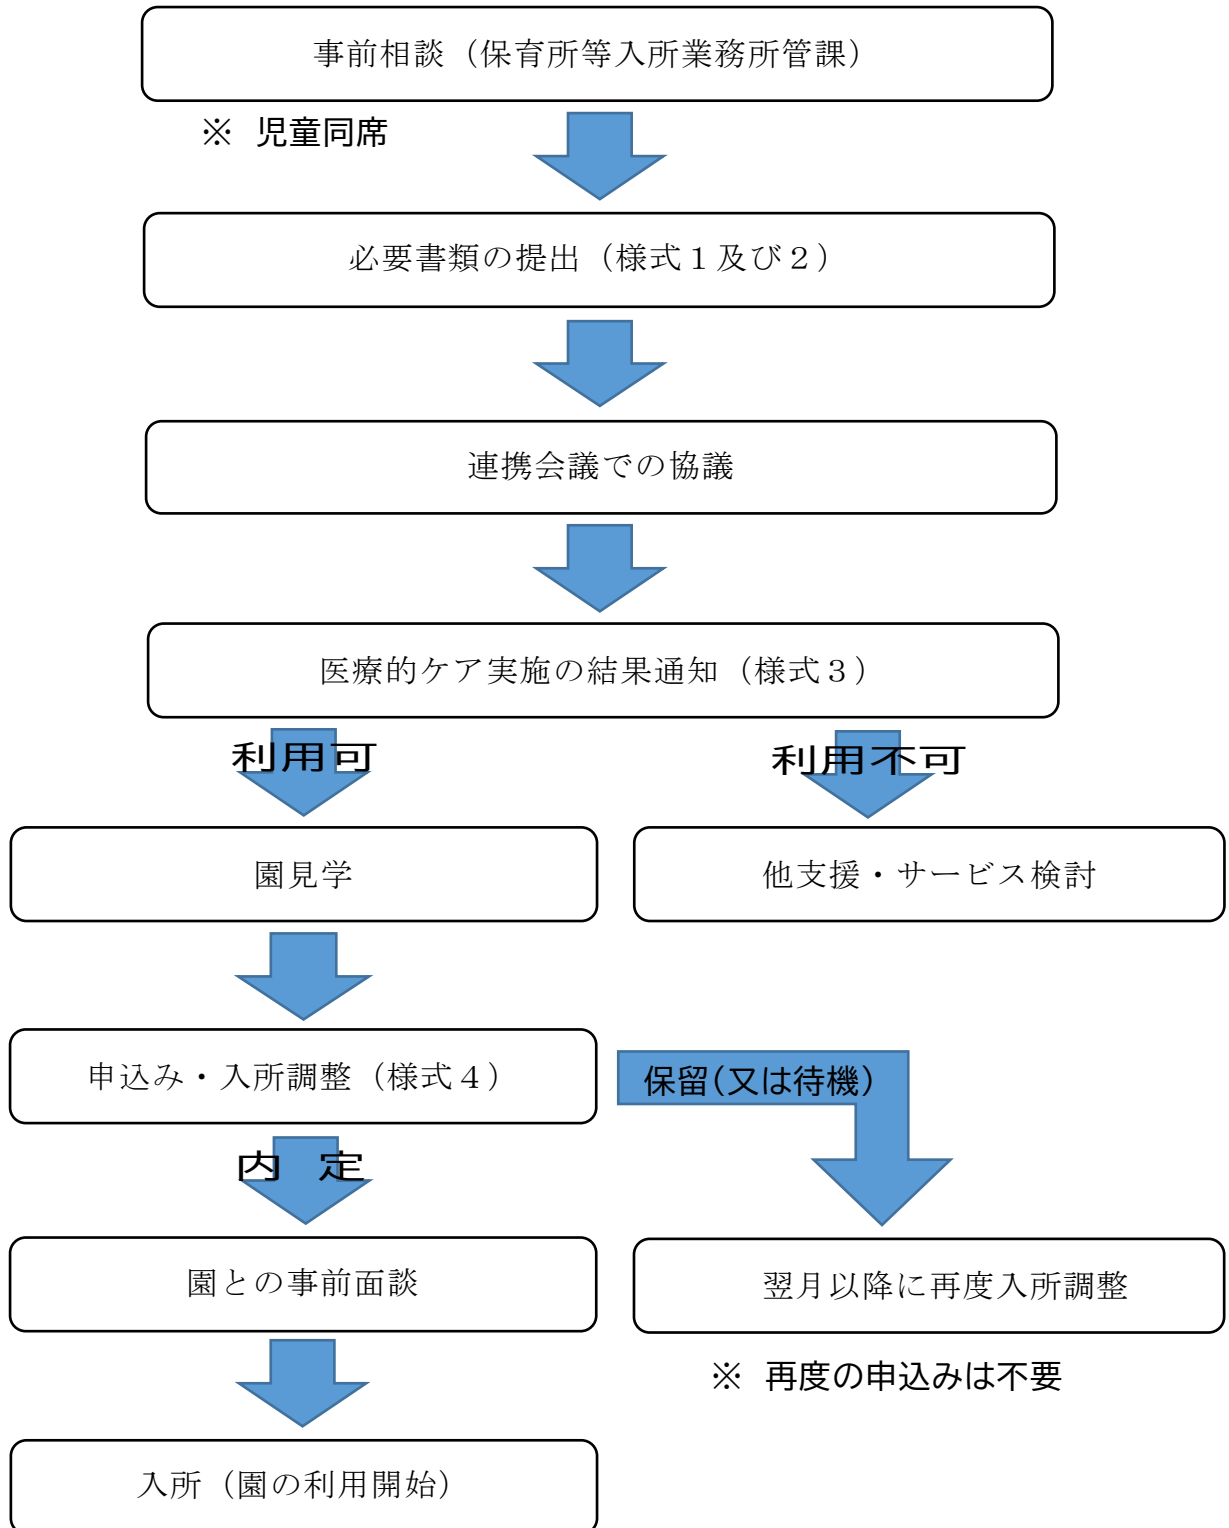 事前相談（保育所等入所業務所管課）
※ 児童同席
必要書類の提出（様式１及び２）
連携会議での協議
医療的ケア実施の結果通知（様式３）
利用可
利用不可
園見学
他支援・サービス検討
申込み・入所調整（様式４）
保留(又は待機)
内 定
園との事前面談
翌月以降に再度入所調整
※ 再度の申込みは不要
入所（園の利用開始）